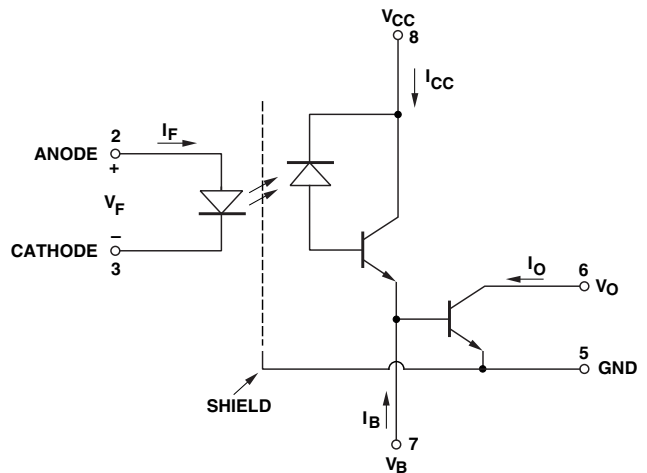 VCC
8
ICC
2
IF
ANODE
+
VF
–
CATHODE
3
IO
6
VO
5
GND
SHIELD
IB
7
VB